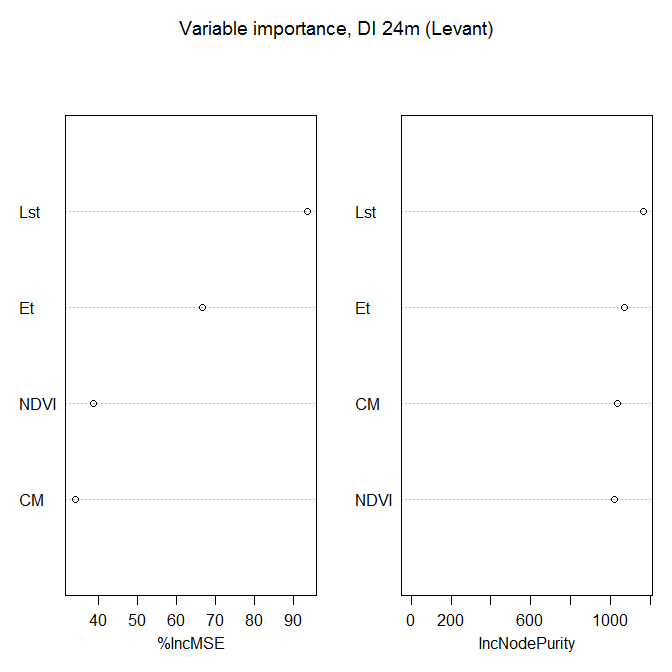 Variable importance, DI 24m (Levant)
Lst
Et
NDVI
CM
40 50 60 70 80 90
%IncMSE
Lst
Et
CM
NDVI
0 200 600 1000
IncNodePurity